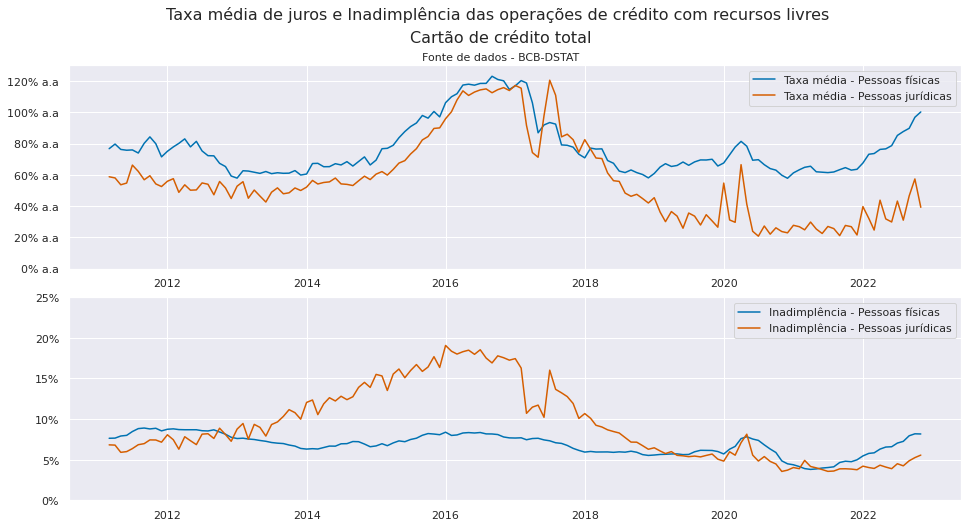 Taxa média de juros e Inadimplência das operações de crédito com recursos livres
Cartão de crédito total
Fonte de dados - BCB-DSTAT
120% a.a
100% a.a
80% a.a
60% a.a
40% a.a
20% a.a
0% a.a
Taxa média - Pessoas físicas
Taxa média - Pessoas jurídicas
2012 2014 2016 2018 2020 2022
25%
20%
15%
10%
5%
0%
Inadimplência - Pessoas físicas
Inadimplência - Pessoas jurídicas
2012 2014 2016 2018 2020 2022